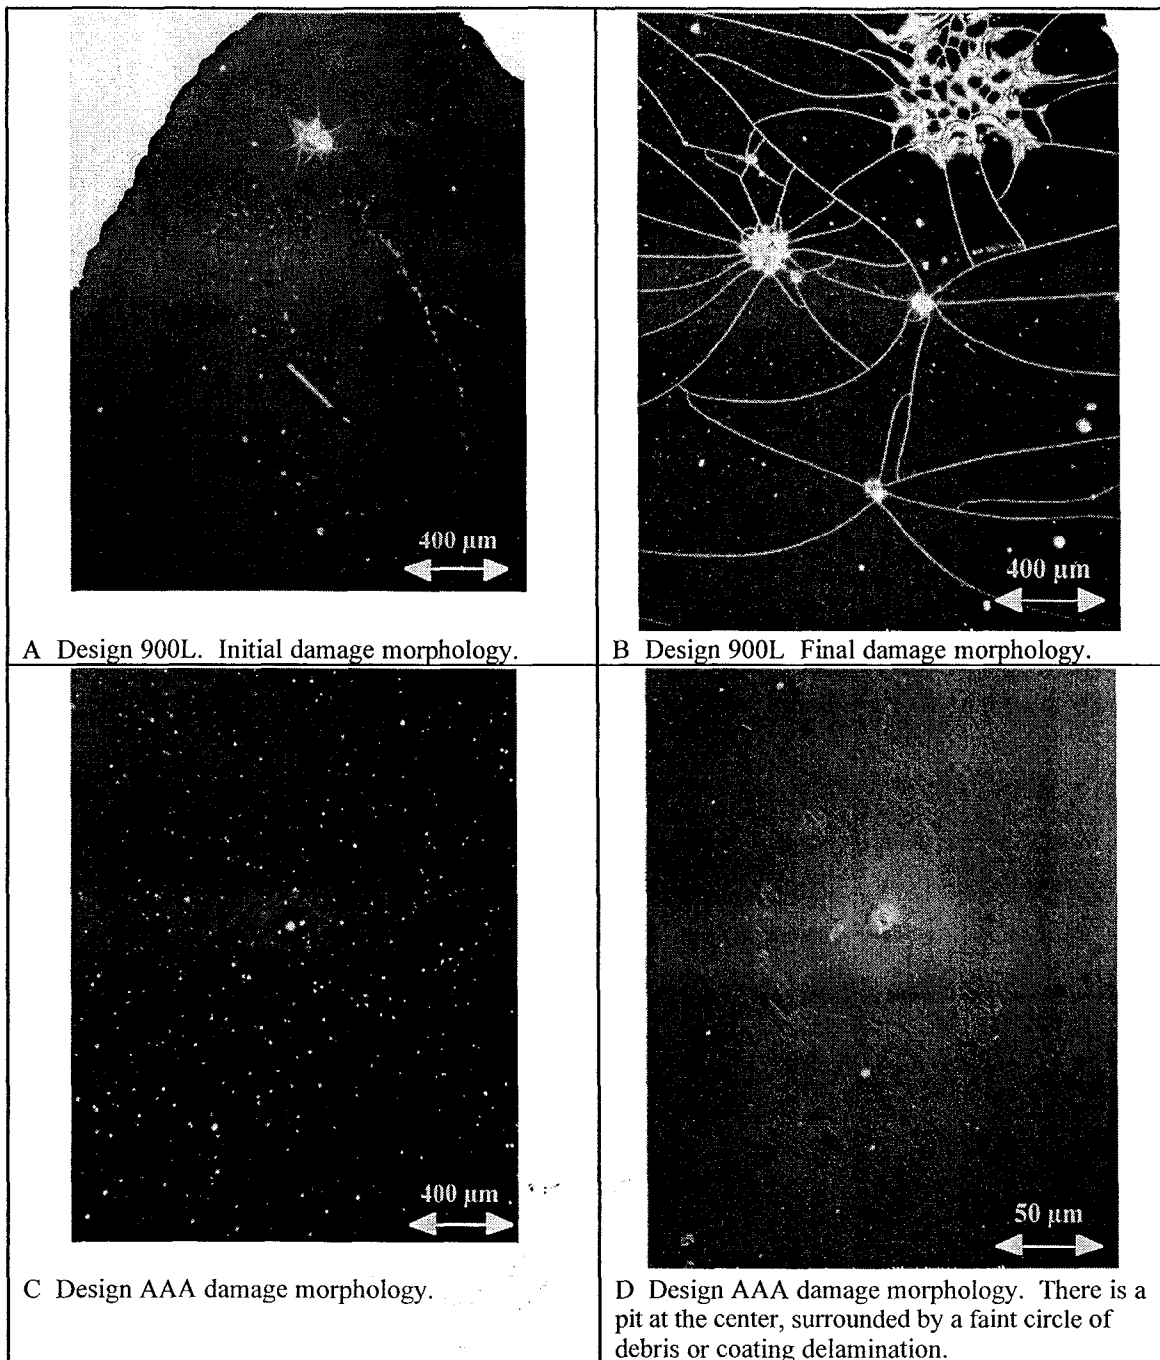 400 µm
400 µm
A Design 900L. Initial damage morphology.
B Design 900L Final damage morphology.
400 µm
50 µm
C Design AAA damage morphology.
D Design AAA damage morphology. There is a
pit at the center, surrounded by a faint circle of
debris or coating delamination.